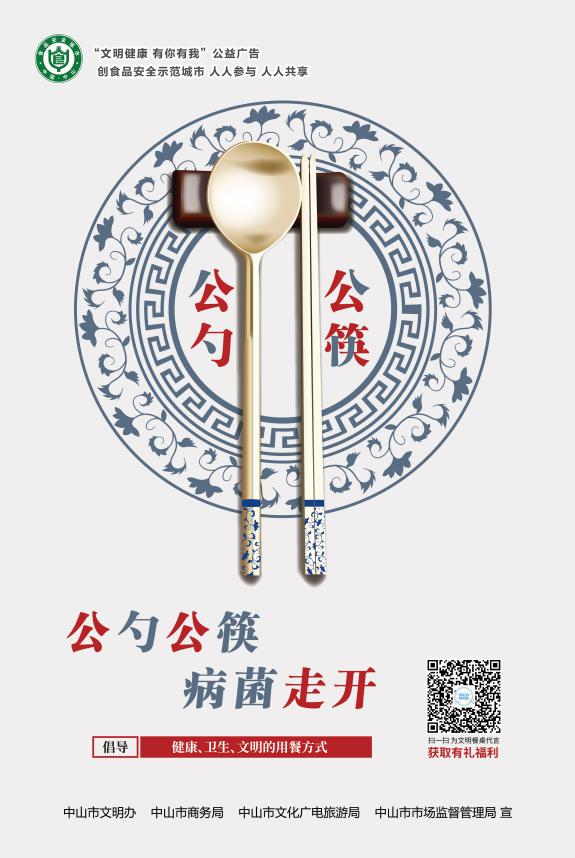 “文明健康 有你有我”公益广告
创食品安全示范城市 人人参与 人人共享
公勺
公筷
公勺公筷
病菌走开
倡导 健康、卫生、文明的用餐方式
扫一扫 为文明餐桌代言
获取有礼福利
中山市文明办 中山市商务局 中山市文化广电旅游局 中山市市场监督管理局 宣